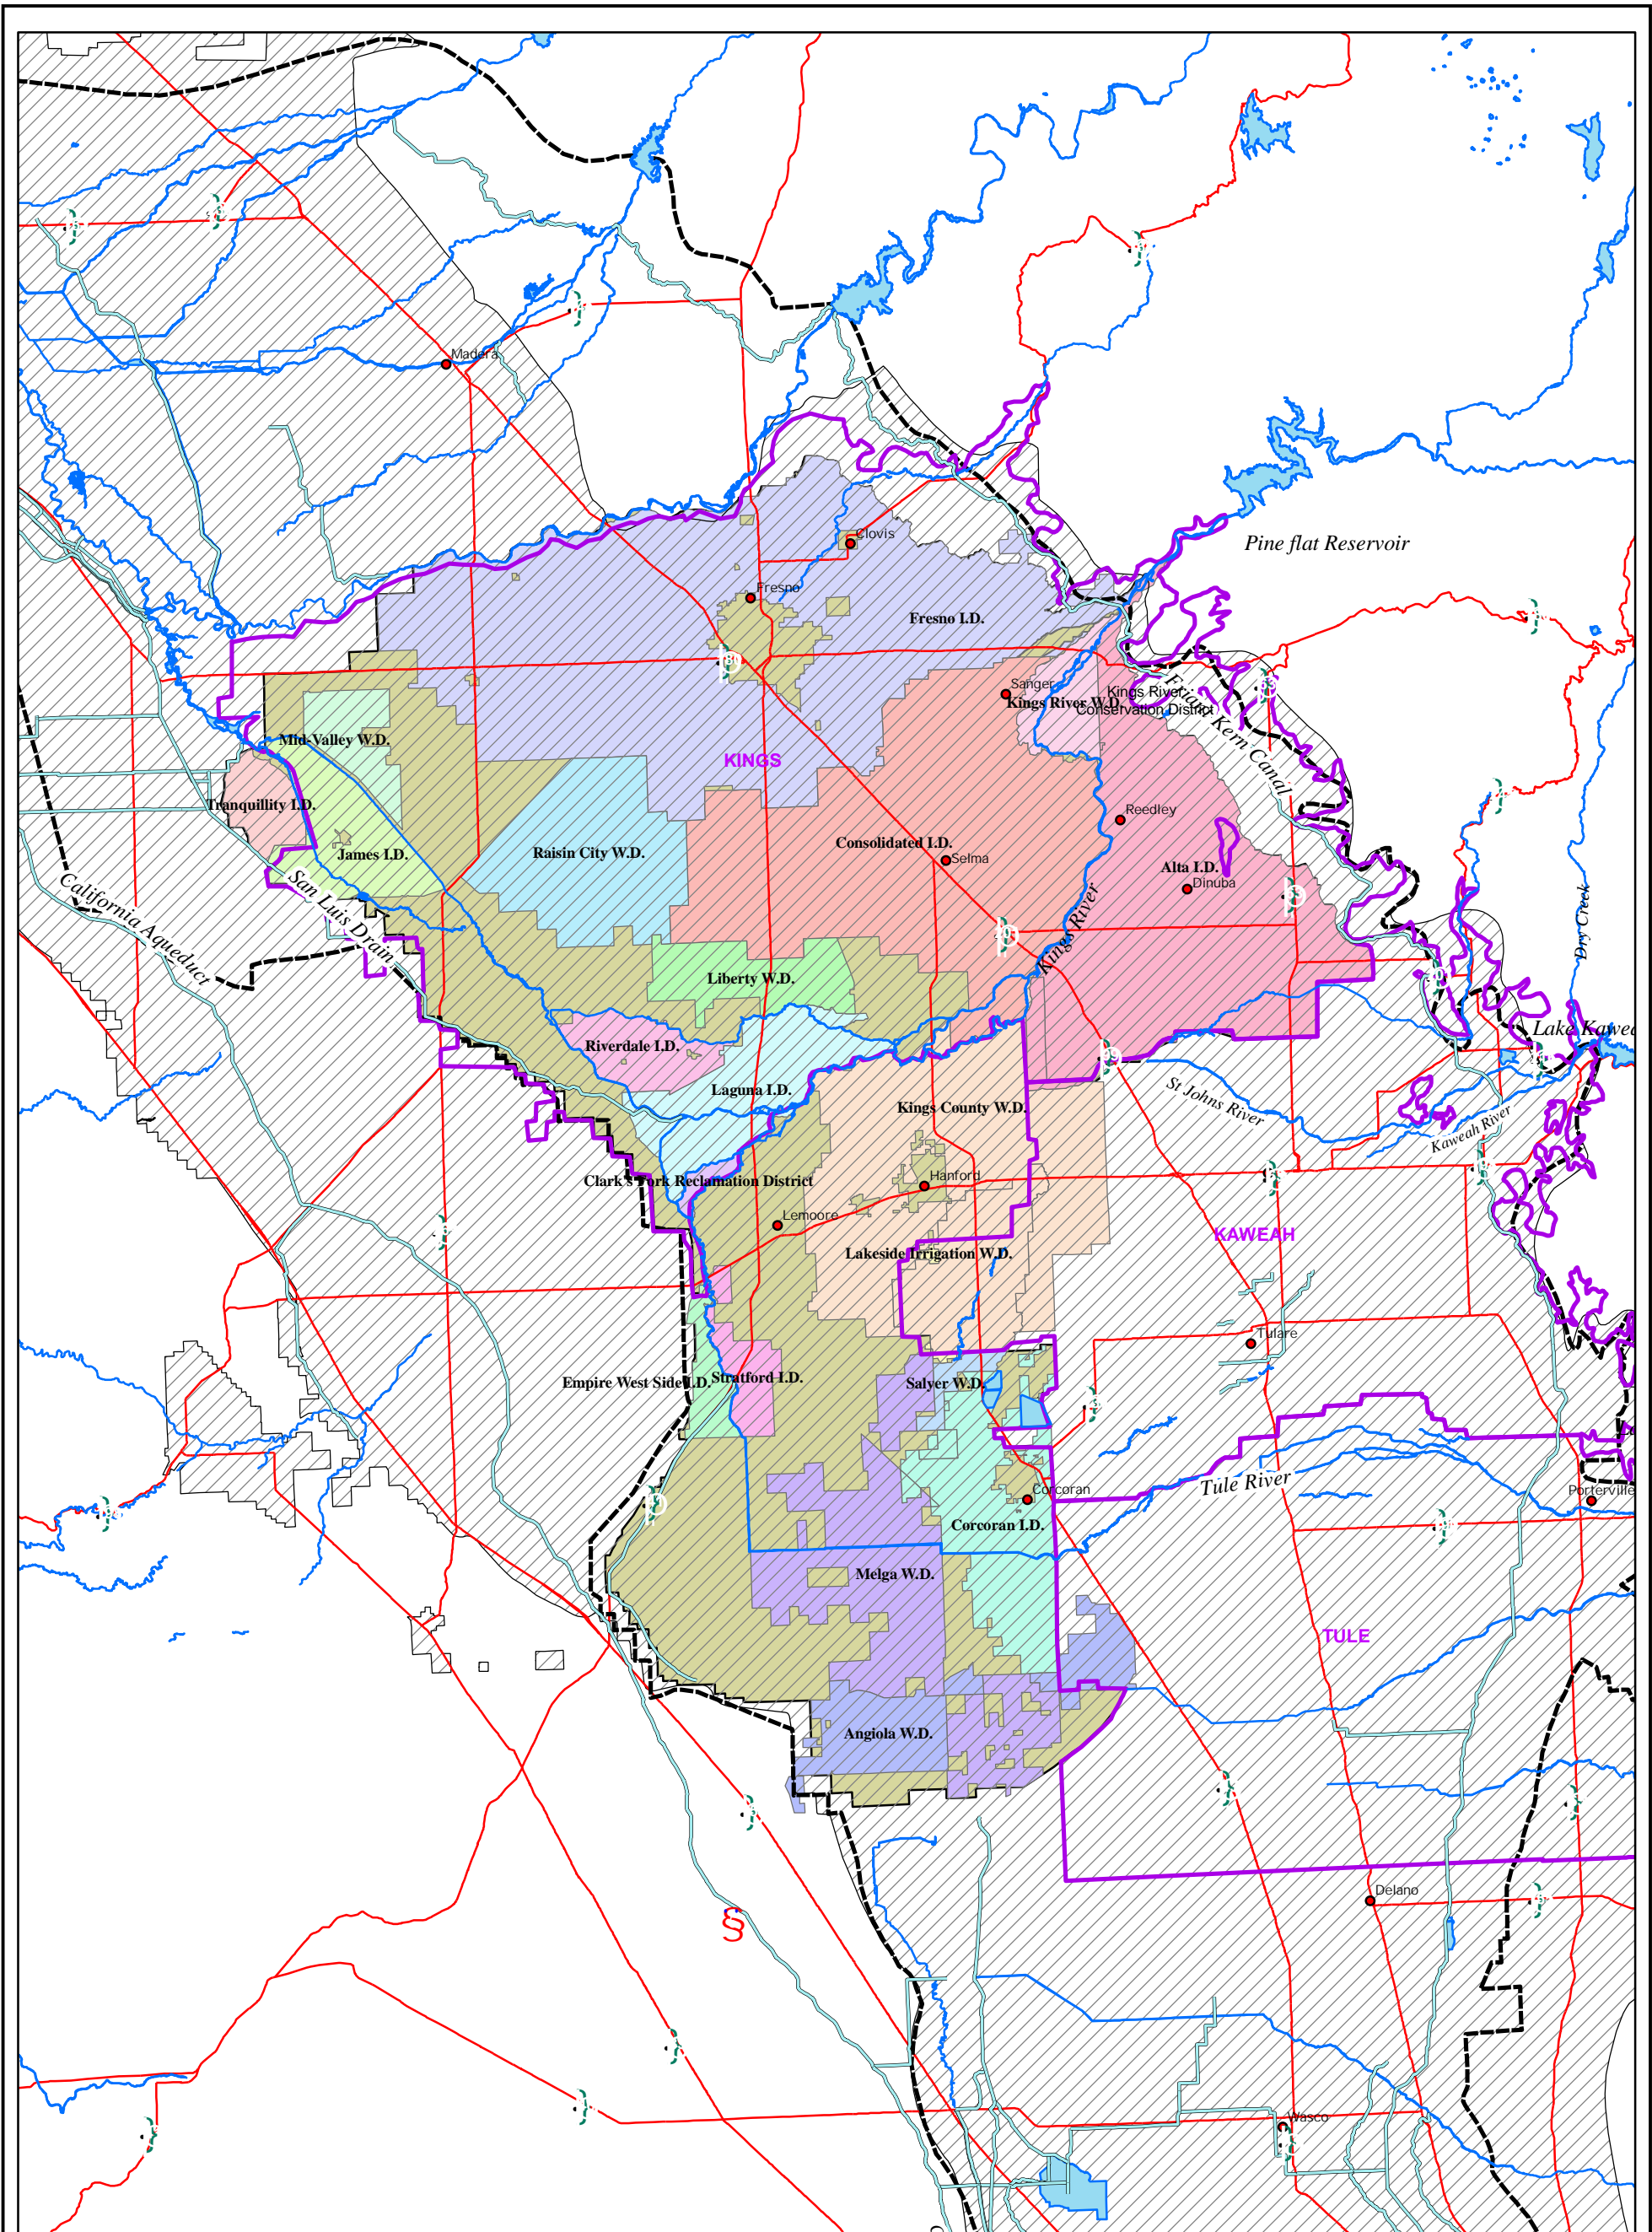 Madera
Pine flat Reservoir
Clovis
Fresno
Fresno I.D.
Sanger
Kings River W.D.
Kings River
Conservation District
Friant Kern Canal
Mid-Valley W.D.
KINGS
Tranquillity I.D.
James I.D.
Raisin City W.D.
Consolidated I.D.
Selma
Reedley
Alta I.D.
Dinuba
California Aqueduct
San Luis Drain
Kings River
Dry Creek
Liberty W.D.
Riverdale I.D.
Laguna I.D.
Lake Kawea
St Johns River
Kaweah River
Kings County W.D.
Clark's Fork Reclamation District
Hanford
Lemoore
KAWEAH
Lakeside Irrigation W.D.
Tulare
Empire West Side I.D.
Stratford I.D.
Salyer W.D.
Tule River
Corcoran
Porterville
Corcoran I.D.
Melga W.D.
TULE
Angiola W.D.
Delano
§
Wasco